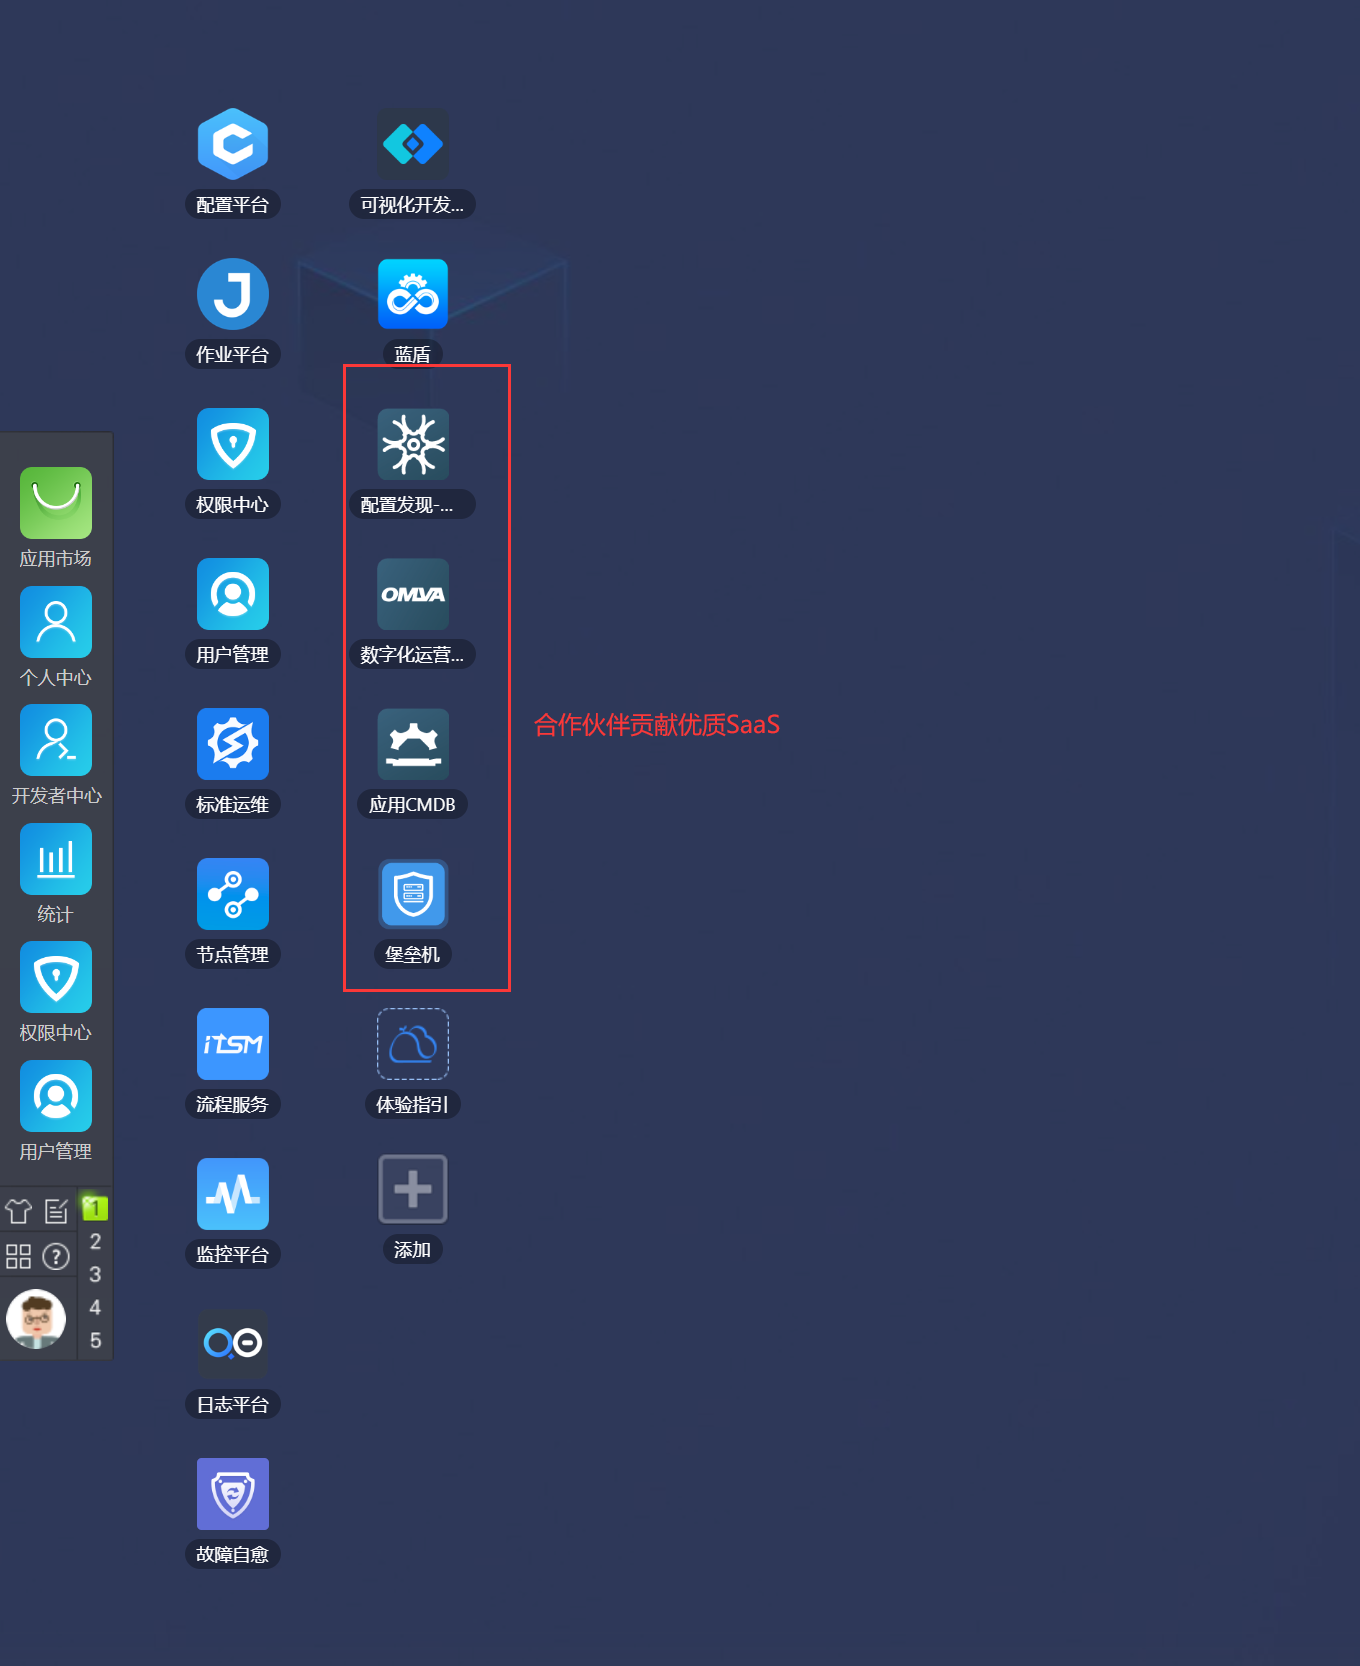 配置平台
可视化开发...
作业平台
蓝盾
权限中心
配置发现-...
用户管理
OMVA
数字化运营...
标准运维
应用CMDB
合作伙伴贡献优质SaaS
节点管理
堡垒机
iTSM
流程服务
体验指引
监控平台
添加
日志平台
故障自愈
应用市场
个人中心
开发者中心
统计
权限中心
用户管理
1
2
3
4
5